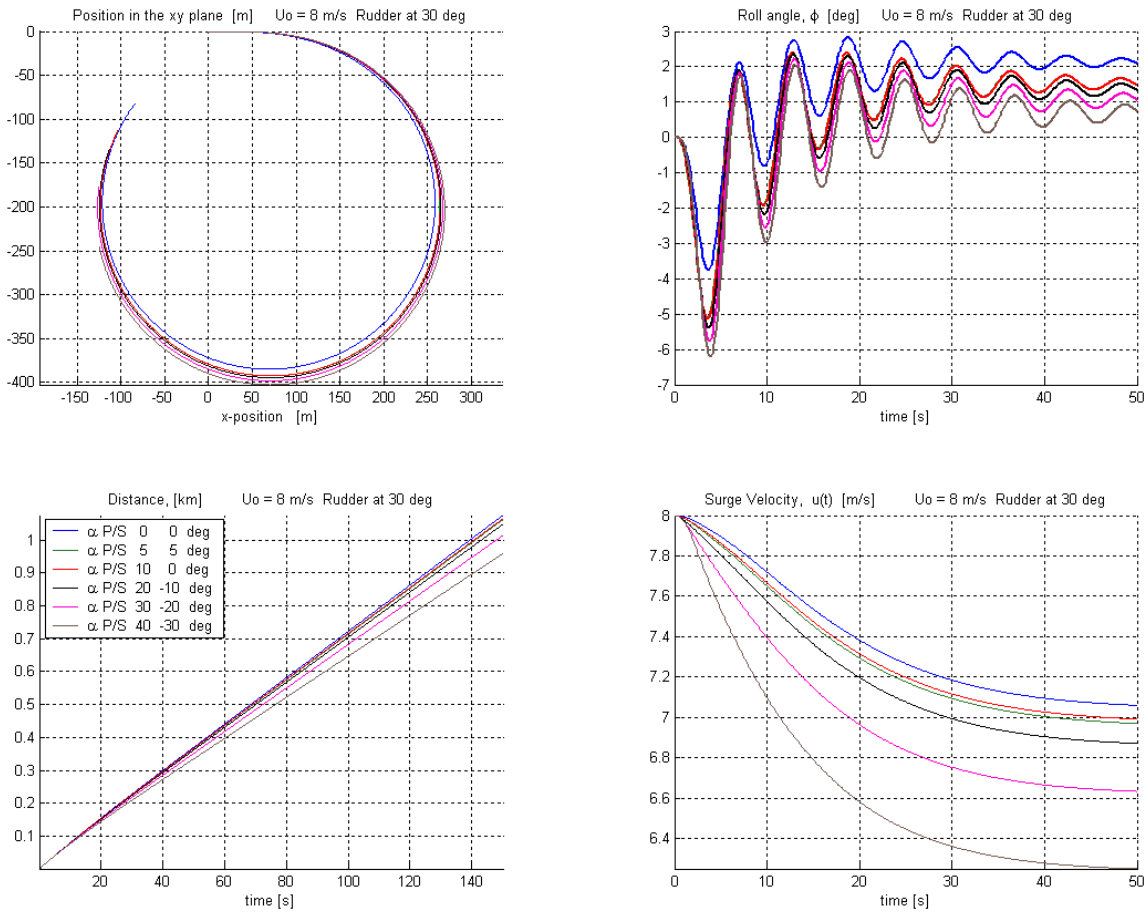 Position in the xy plane [m] Uo = 8 m/s Rudder at 30 deg
0
-50
-100
-150
-200
-250
-300
-350
-400
-150 -100 -50 0 50 100 150 200 250 300
x-position [m]
Roll angle, ϕ [deg] Uo = 8 m/s Rudder at 30 deg
3
2
1
0
-1
-2
-3
-4
-5
-6
-7
0 10 20 30 40 50
time [s]
Distance, [km] Uo = 8 m/s Rudder at 30 deg
α P/S 0 0 deg
α P/S 5 5 deg
α P/S 10 0 deg
α P/S 20 -10 deg
α P/S 30 -20 deg
α P/S 40 -30 deg
1
0.9
0.8
0.7
0.6
0.5
0.4
0.3
0.2
0.1
20 40 60 80 100 120 140
time [s]
Surge Velocity, u(t) [m/s] Uo = 8 m/s Rudder at 30 deg
8
7.8
7.6
7.4
7.2
7
6.8
6.6
6.4
0 10 20 30 40 50
time [s]